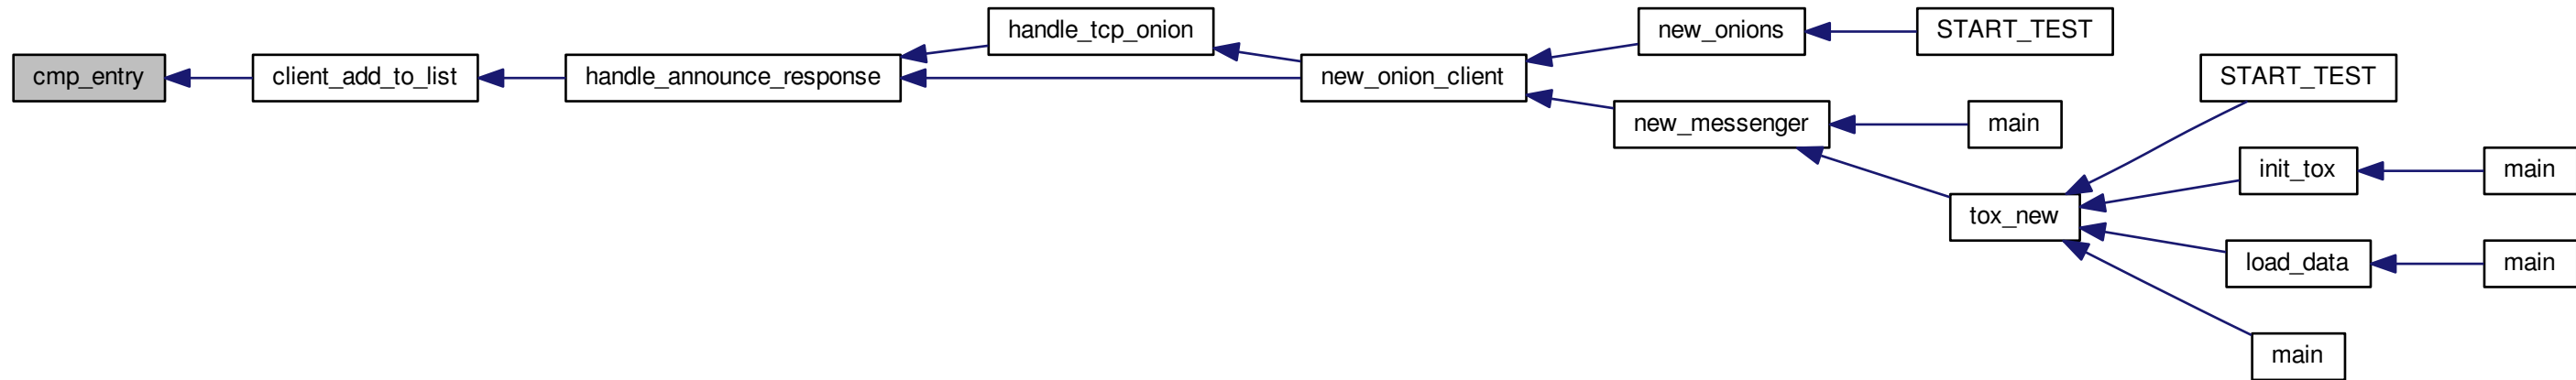 cmp_entry
client_add_to_list
handle_announce_response
handle_tcp_onion
new_onion_client
new_onions
START_TEST
new_messenger
main
tox_new
START_TEST
init_tox
main
load_data
main
main